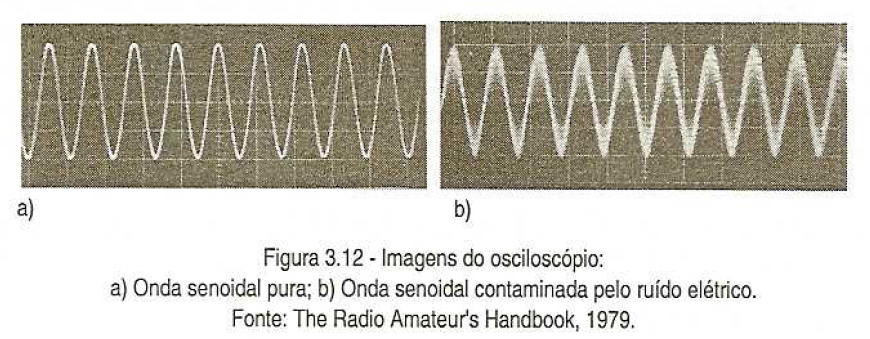 a)
b)
Figura 3.12 - Imagens do osciloscópio:
a) Onda senoidal pura; b) Onda senoidal contaminada pelo ruído elétrico.
Fonte: The Radio Amateur's Handbook, 1979.